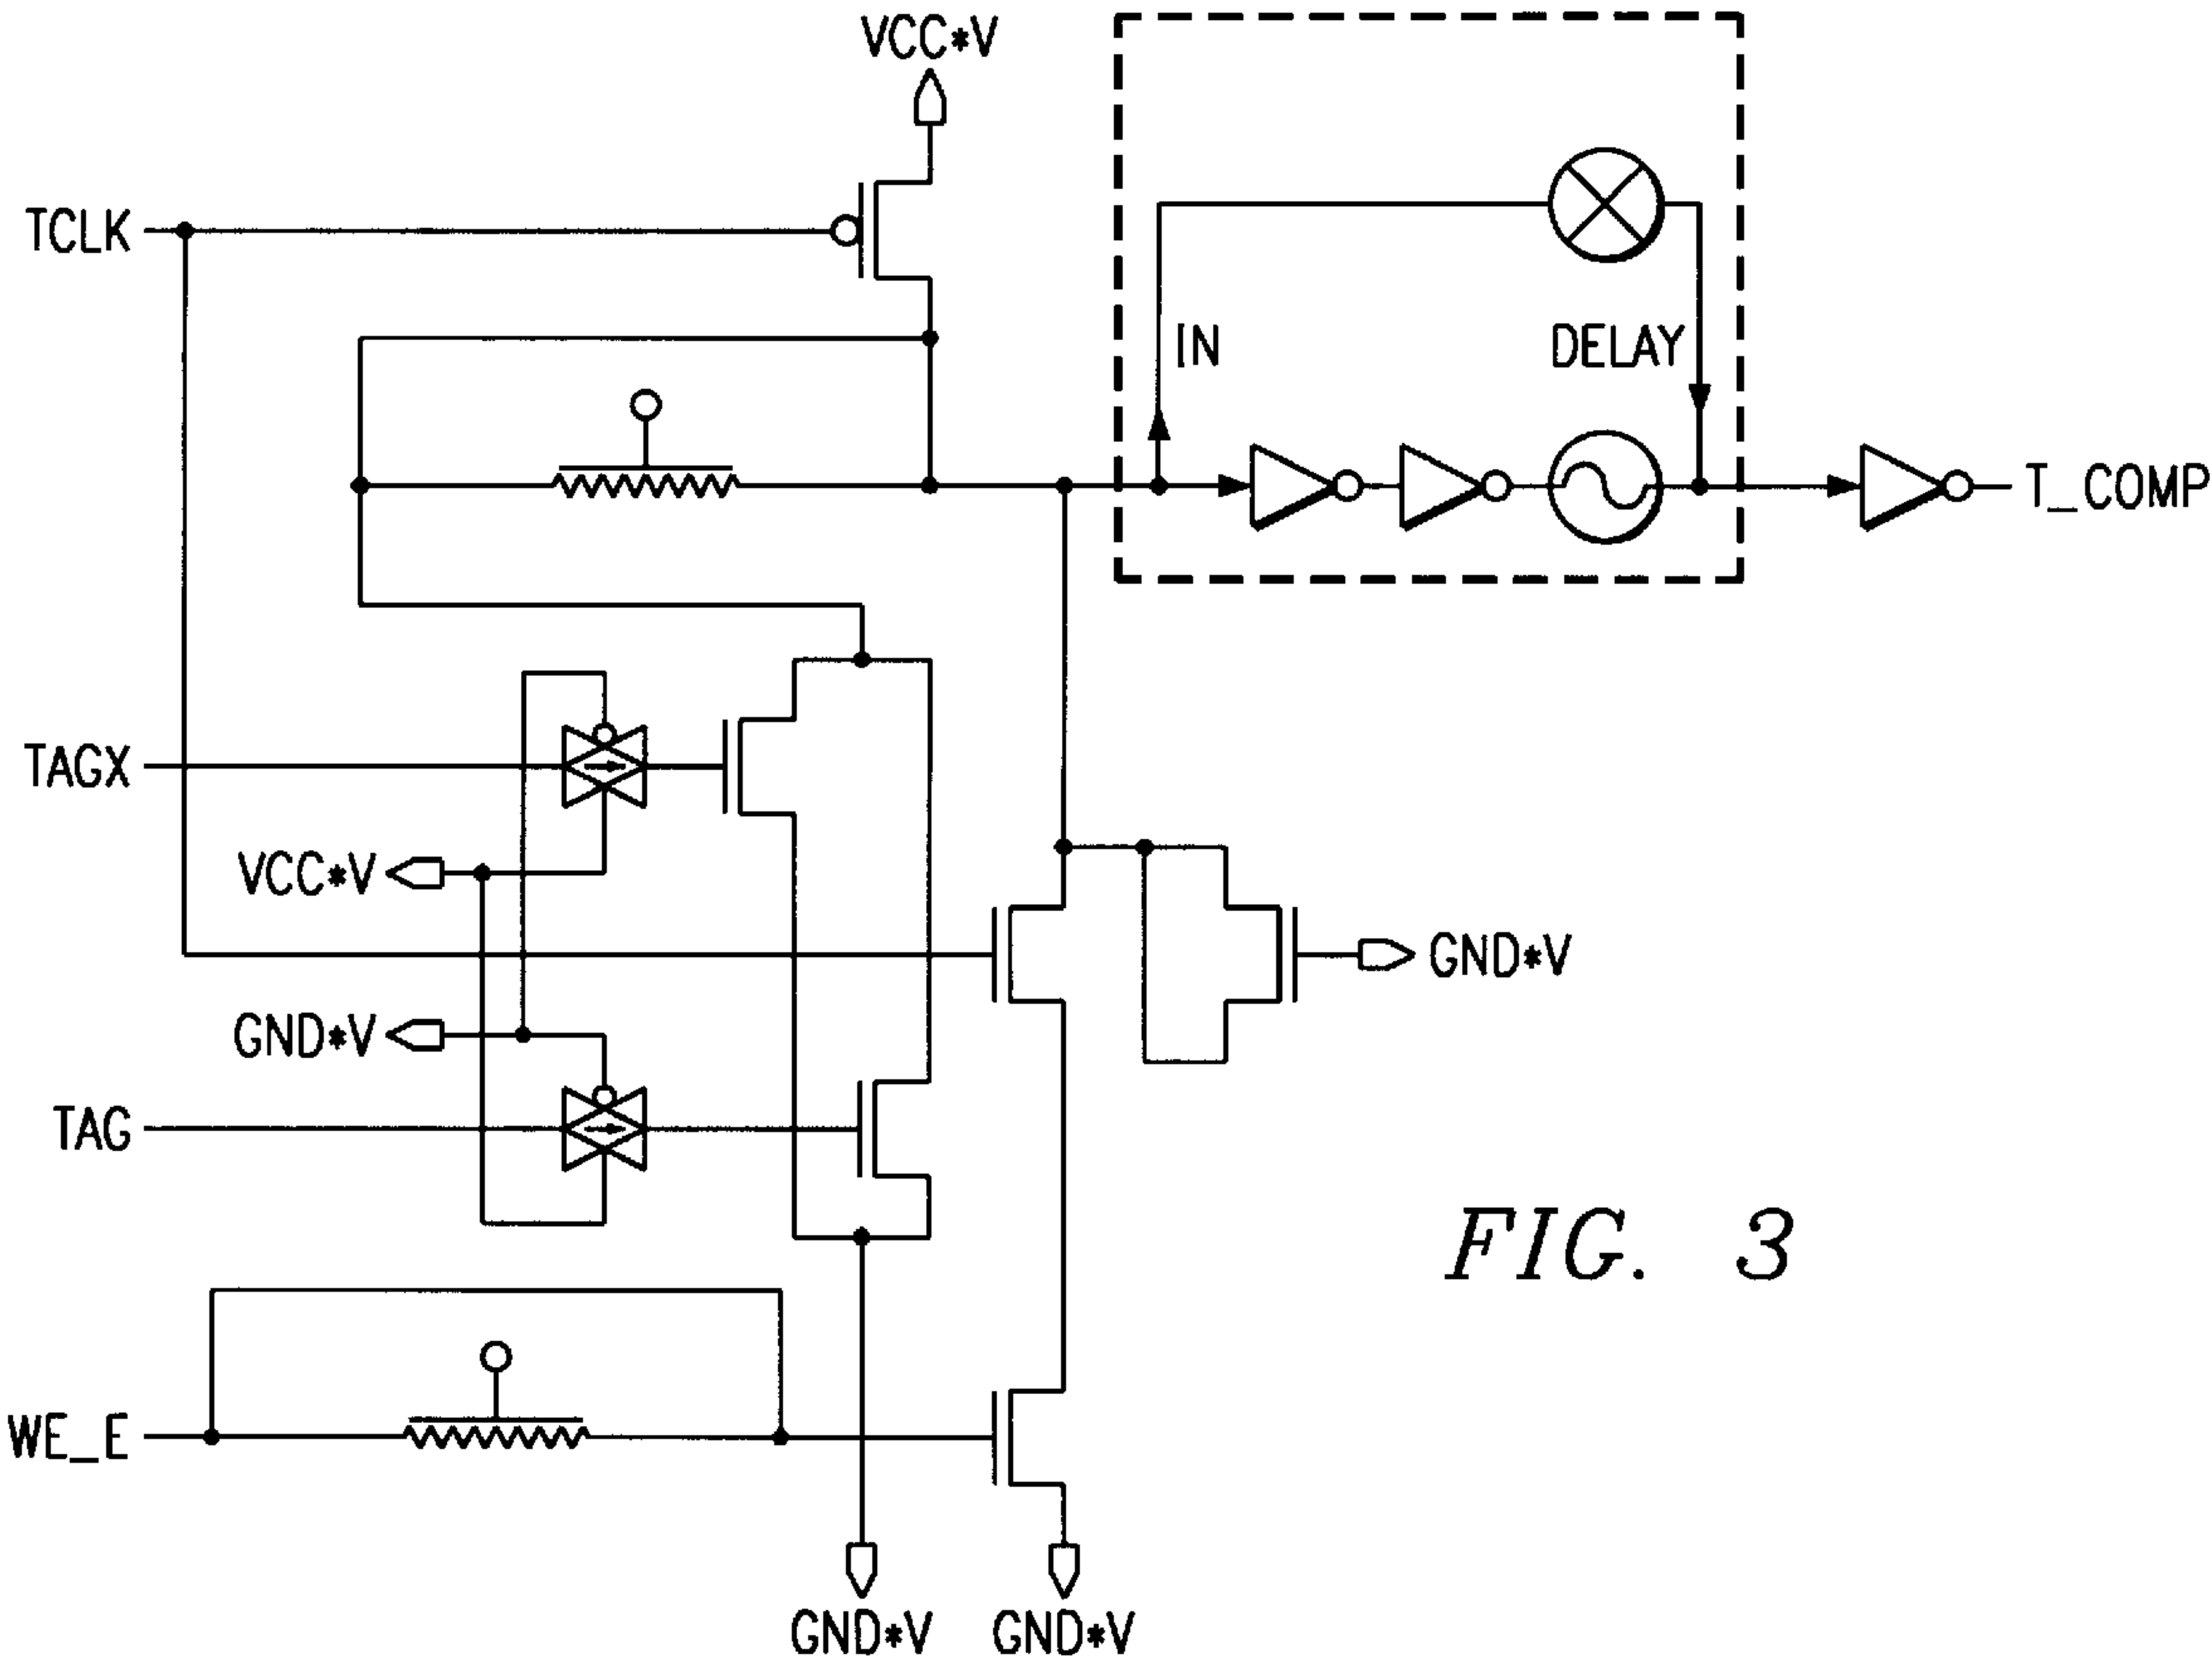 VCC*V
TCLK
IN
DELAY
T_COMP
TAGX
VCC*V
GND*V
GND*V
TAG
FIG. 3
WE_E
GND*V
GND*V